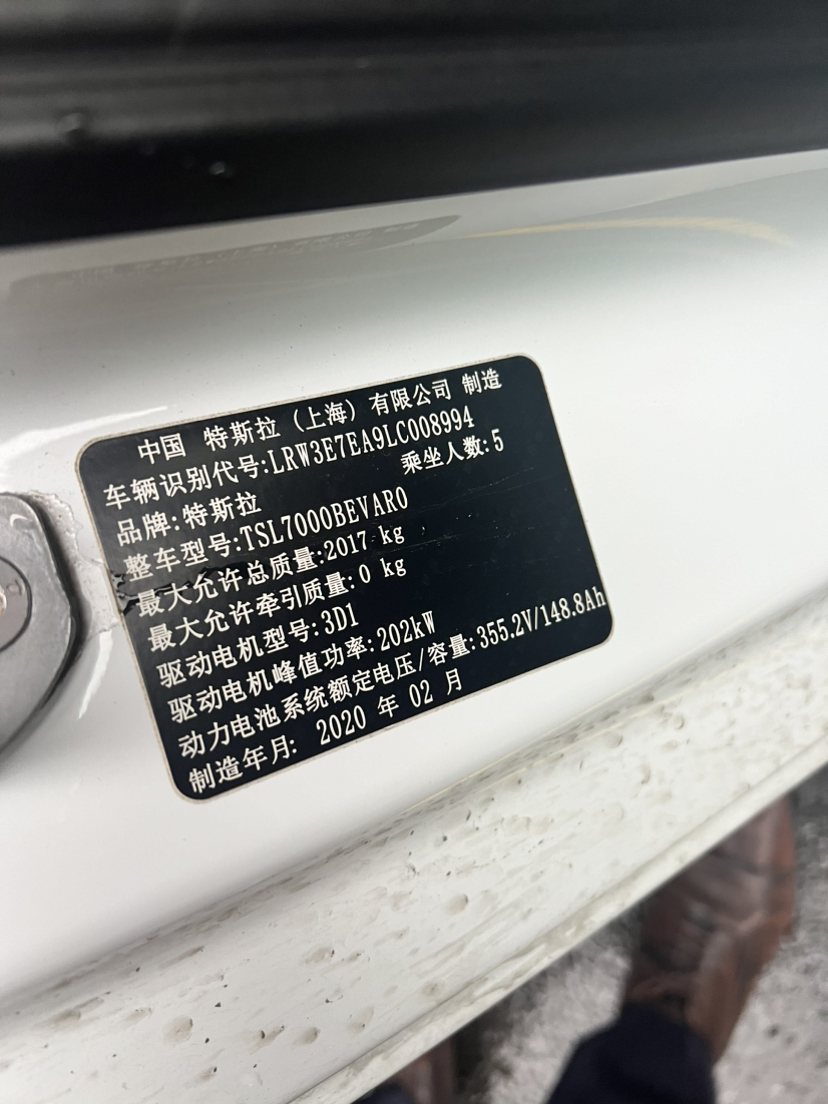 中国 特斯拉（上海）有限公司 制造
车辆识别代号:LRW3E7EA9LC008994
品牌:特斯拉 乘坐人数:5
整车型号:TSL7000BEVAR0
最大允许总质量:2017 kg
最大允许牵引质量:0 kg
驱动电机型号:3D1
驱动电机峰值功率:202kW
动力电池系统额定电压/容量:355.2V/148.8Ah
制造年月: 2020 年 02 月